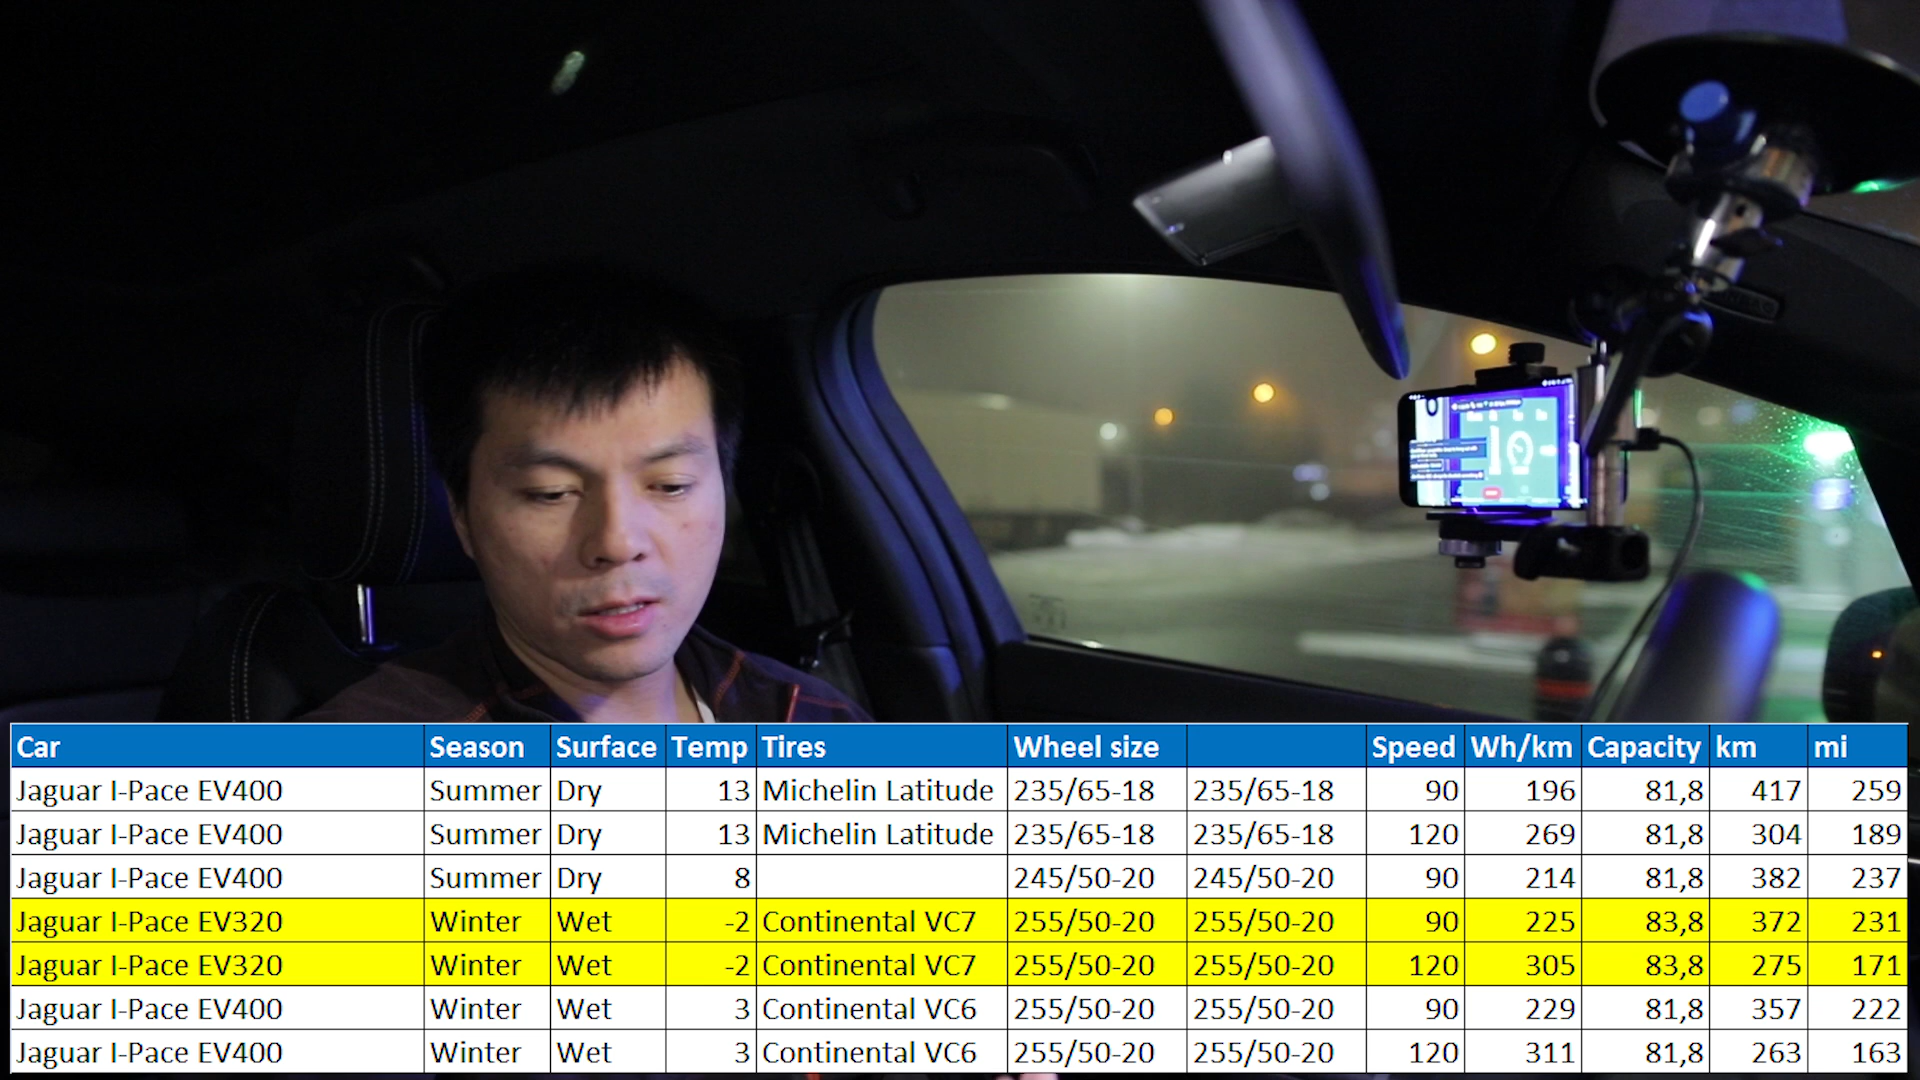 Car Season Surface Temp Tires Wheel size Speed Wh/km Capacity km mi
Jaguar I-Pace EV400 Summer Dry 13 Michelin Latitude 235/65-18 235/65-18 90 196 81,8 417 259
Jaguar I-Pace EV400 Summer Dry 13 Michelin Latitude 235/65-18 235/65-18 120 269 81,8 304 189
Jaguar I-Pace EV400 Summer Dry 8 245/50-20 245/50-20 90 214 81,8 382 237
Jaguar I-Pace EV320 Winter Wet -2 Continental VC7 255/50-20 255/50-20 90 225 83,8 372 231
Jaguar I-Pace EV320 Winter Wet -2 Continental VC7 255/50-20 255/50-20 120 305 83,8 275 171
Jaguar I-Pace EV400 Winter Wet 3 Continental VC6 255/50-20 255/50-20 90 229 81,8 357 222
Jaguar I-Pace EV400 Winter Wet 3 Continental VC6 255/50-20 255/50-20 120 311 81,8 263 163